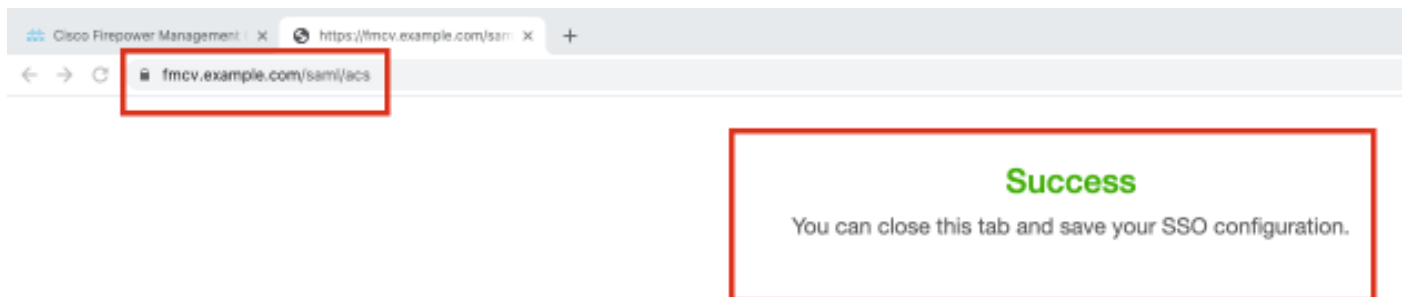 Cisco Firepower Management
https://fmcv.example.com/sam
fmcv.example.com/saml/acs
Success
You can close this tab and save your SSO configuration.